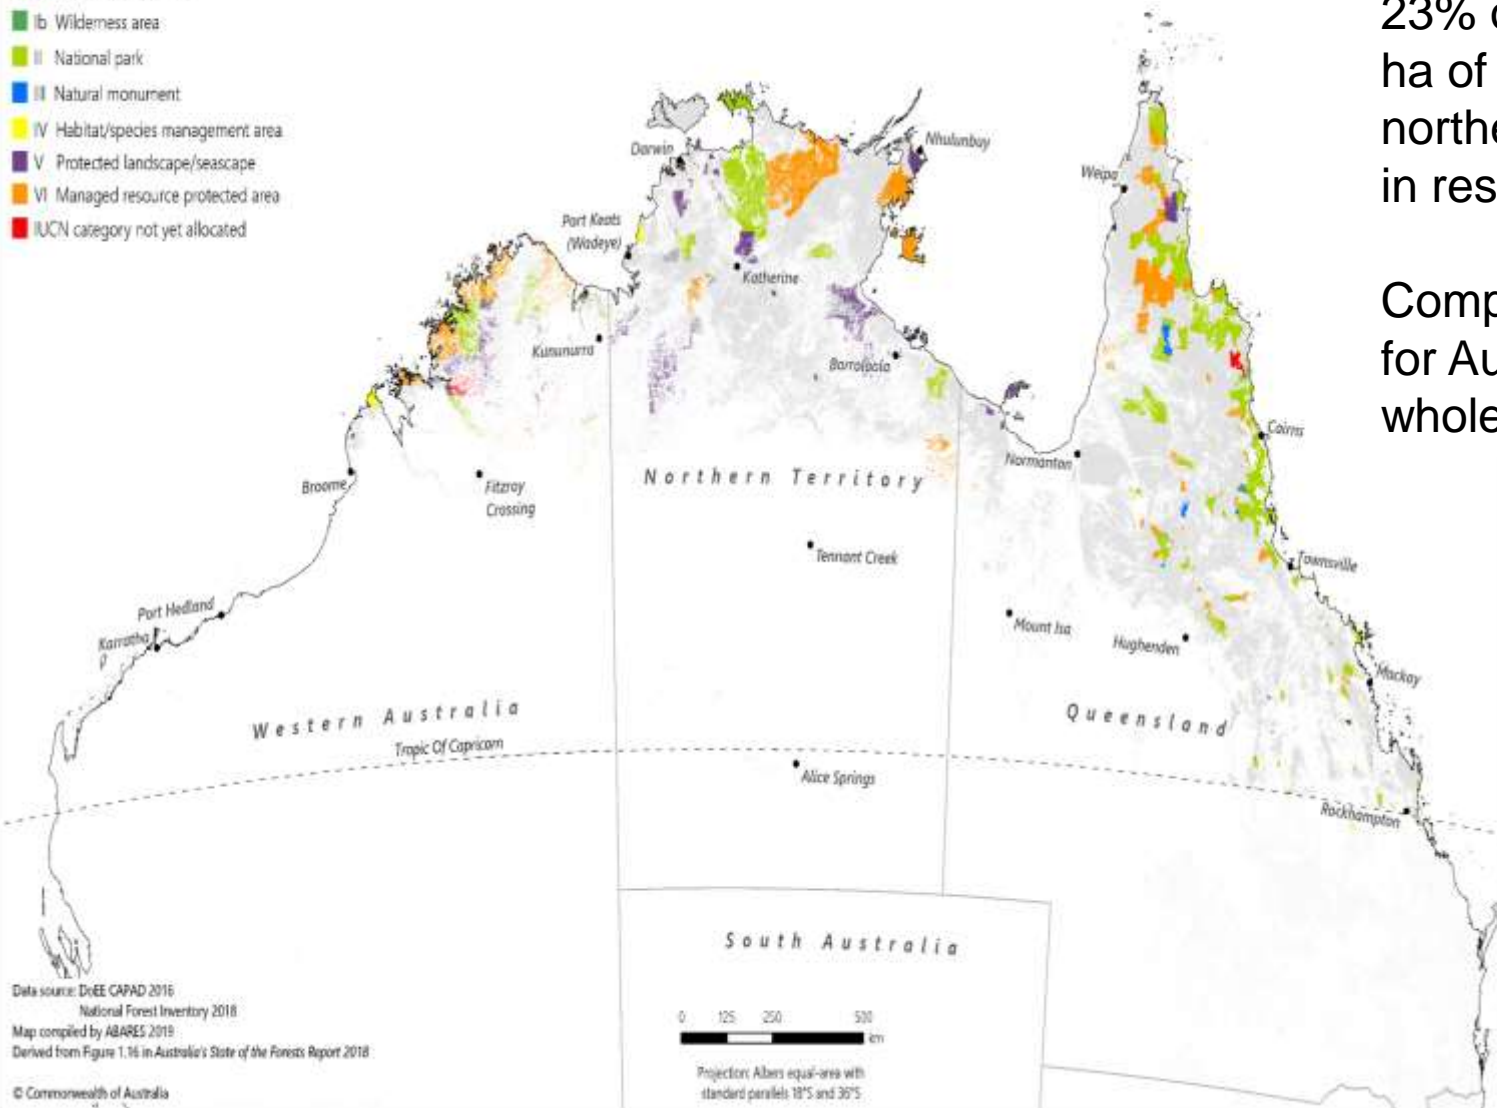 Ib Wilderness area
II National park
III Natural monument
IV Habitat/species management area
V Protected landscape/seascape
VI Managed resource protected area
IUCN category not yet allocated
23%
ha of
northe
in res
Comp
for Au
whole
Darwin
Nhulunbuy
Weipa
Port Keats
(Wadeye)
Katherine
Kununurra
Borroloola
Cairns
Normanton
Broome
Fitzroy
Crossing
Northern Territory
Tennant Creek
Townsville
Port Hedland
Karratha
Mount Isa
Hughenden
Mackay
Western Australia
Queensland
Tropic Of Capricorn
Alice Springs
Rockhampton
South Australia
Data source: DoEE CAPAD 2016
National Forest Inventory 2018
Map compiled by ABARES 2019
Derived from Figure 1.16 in Australia's State of the Forests Report 2018
© Commonwealth of Australia
0 125 250 500
km
Projection: Albers equal-area with
standard parallels 18°S and 36°S